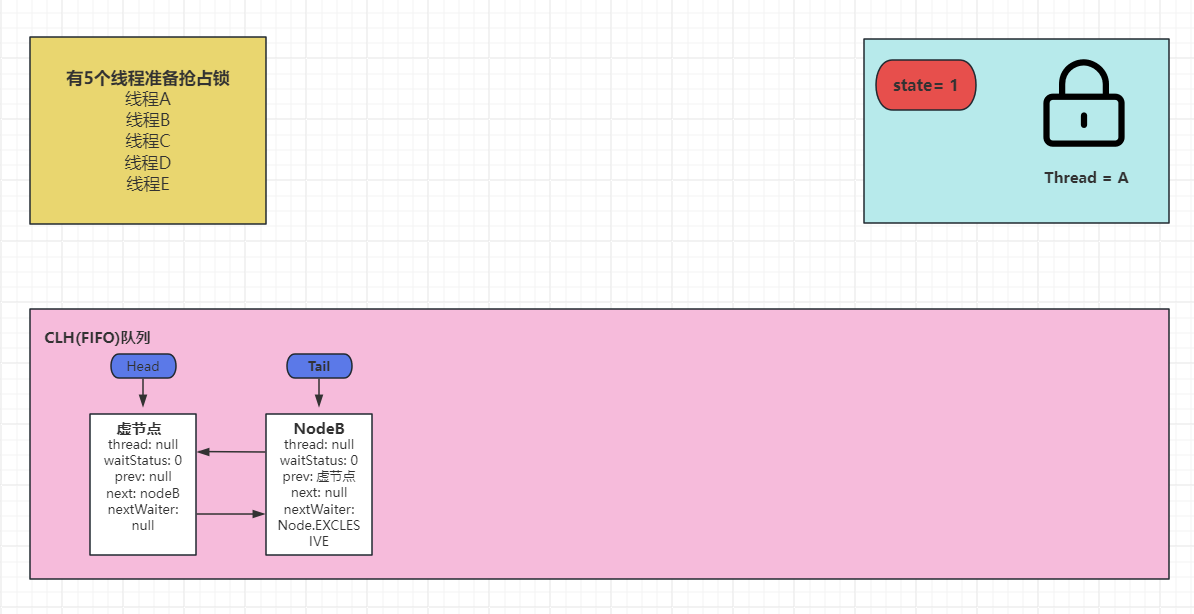 有5个线程准备抢占锁
线程A
线程B
线程C
线程D
线程E
state= 1
Thread = A
CLH(FIFO)队列
Head
Tail
虚节点
thread: null
waitStatus: 0
prev: null
next: nodeB
nextWaiter:
null
NodeB
thread: null
waitStatus: 0
prev: 虚节点
next: null
nextWaiter:
Node.EXCLES
IVE